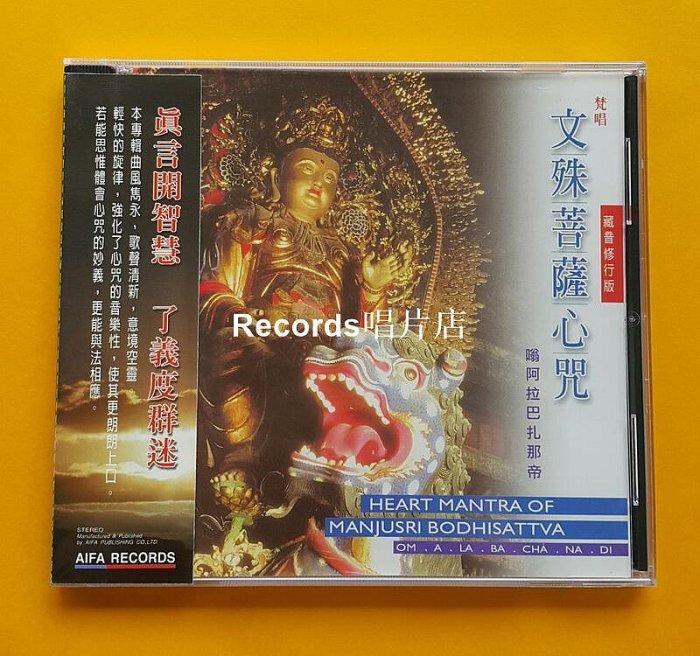 梵唱
文殊菩薩心咒
藏音修行版
嗡阿拉巴扎那帝
HEART MANTRA OF
MANJUSRI BODHISATTVA
OM . A . LA . BA . CHA . NA . DI
真言開智慧 了義度群迷
本專輯曲風雋永，歌聲清新，意境空靈
輕快的旋律，強化了心咒的音樂性，使其更朗朗上口。
若能思惟體會心咒的妙義，更能與法相應。
STEREO
Manufactured & Published
by AIFA PUBLISHING CO.,LTD.
AIFA RECORDS
Records唱片店